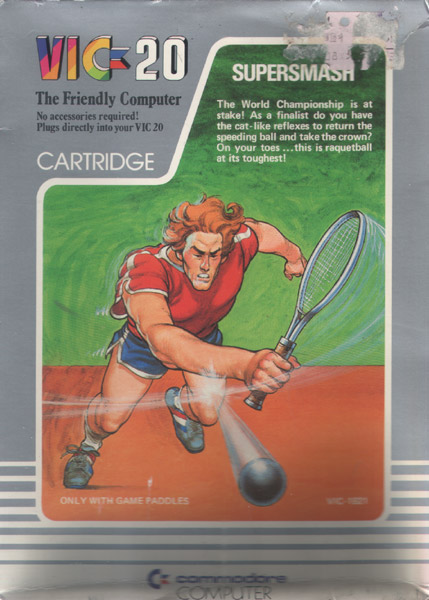 VIC-20
SUPERSMASH
The Friendly Computer
No accessories required!
Plugs directly into your VIC 20
CARTRIDGE
The World Championship is at
stake! As a finalist do you have
the cat-like reflexes to return the
speeding ball and take the crown?
On your toes ...this is raquetball
at its toughest!
ONLY WITH GAME PADDLES
VIC-1921
commodore
COMPUTER